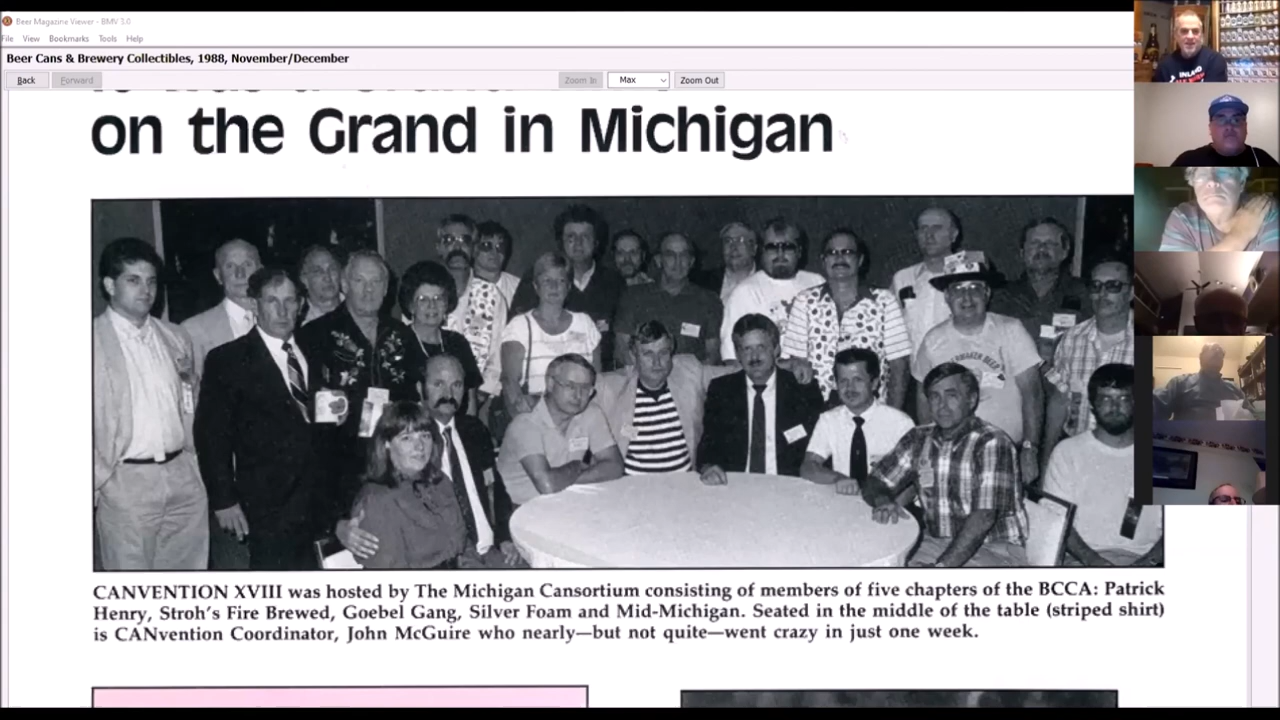 Beer Magazine Viewer - BMV 3.0
File View Bookmarks Tools Help
Beer Cans & Brewery Collectibles, 1988, November/December
Back Forward Zoom In Max Zoom Out
on the Grand in Michigan
INLAND
CANVENTION XVIII was hosted by The Michigan Cansortium consisting of members of five chapters of the BCCA: Patrick
Henry, Stroh's Fire Brewed, Goebel Gang, Silver Foam and Mid-Michigan. Seated in the middle of the table (striped shirt)
is CANvention Coordinator, John McGuire who nearly—but not quite—went crazy in just one week.